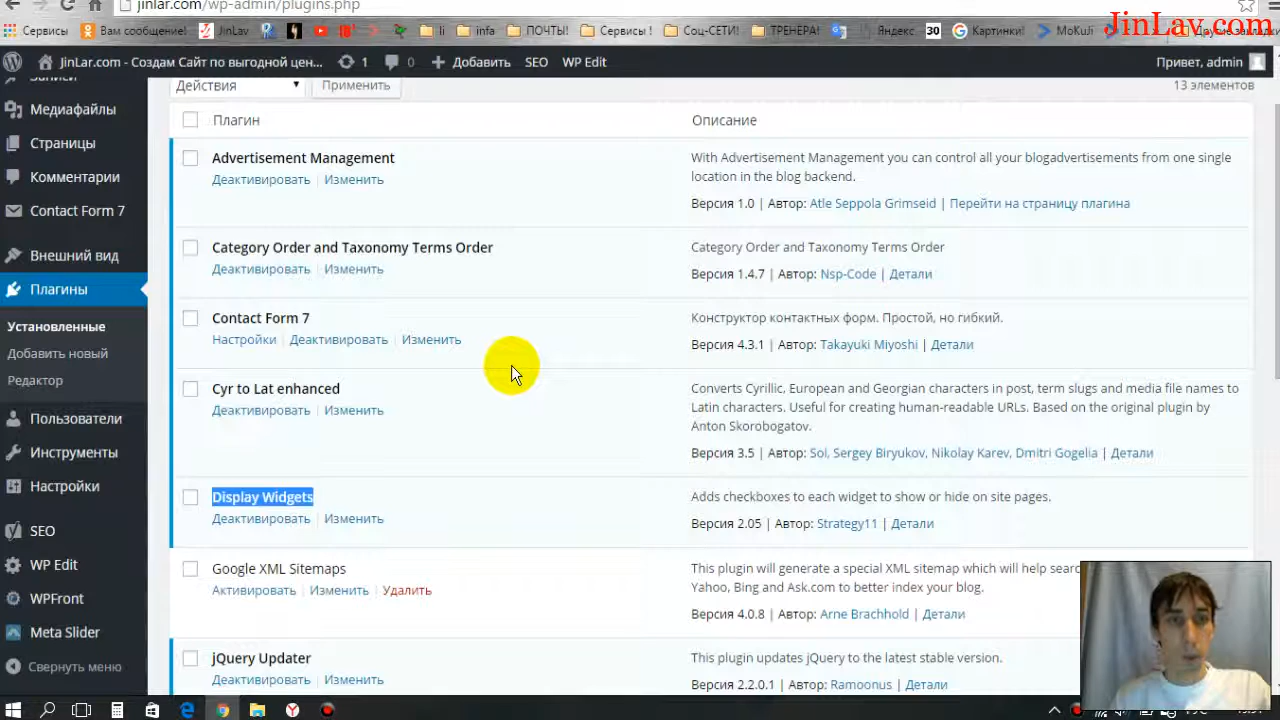 jinlar.com/wp-admin/plugins.php
JinLav.com
Сервисы Вам сообщение! JinLav li infa ПОЧТЫ! Сервисы ! Соц-СЕТИ! ТРЕНЕРА! Яндекс 30 Картинки! MoKuJi Другие закладки
JinLar.com - Создам Сайт по выгодной цен... 1 0 Добавить SEO WP Edit Привет, admin
Записи
Медиафайлы
Страницы
Комментарии
Contact Form 7
Внешний вид
Плагины
Установленные
Добавить новый
Редактор
Пользователи
Инструменты
Настройки
SEO
WP Edit
WPFront
Meta Slider
Свернуть меню
Действия Применить 13 элементов
Плагин Описание
Advertisement Management
Деактивировать | Изменить
With Advertisement Management you can control all your blogadvertisements from one single
location in the blog backend.
Версия 1.0 | Автор: Atle Seppola Grimseid | Перейти на страницу плагина
Category Order and Taxonomy Terms Order
Деактивировать | Изменить
Category Order and Taxonomy Terms Order
Версия 1.4.7 | Автор: Nsp-Code | Детали
Contact Form 7
Настройки | Деактивировать | Изменить
Конструктор контактных форм. Простой, но гибкий.
Версия 4.3.1 | Автор: Takayuki Miyoshi | Детали
Cyr to Lat enhanced
Деактивировать | Изменить
Converts Cyrillic, European and Georgian characters in post, term slugs and media file names to
Latin characters. Useful for creating human-readable URLs. Based on the original plugin by
Anton Skorobogatov.
Версия 3.5 | Автор: Sol, Sergey Biryukov, Nikolay Karev, Dmitri Gogelia | Детали
Display Widgets
Деактивировать | Изменить
Adds checkboxes to each widget to show or hide on site pages.
Версия 2.05 | Автор: Strategy11 | Детали
Google XML Sitemaps
Активировать | Изменить | Удалить
This plugin will generate a special XML sitemap which will help
Yahoo, Bing and Ask.com to better index your blog.
Версия 4.0.8 | Автор: Arne Brachhold | Детали
jQuery Updater
Деактивировать | Изменить
This plugin updates jQuery to the latest stable version.
Версия 2.2.0.1 | Автор: Ramoonus | Детали